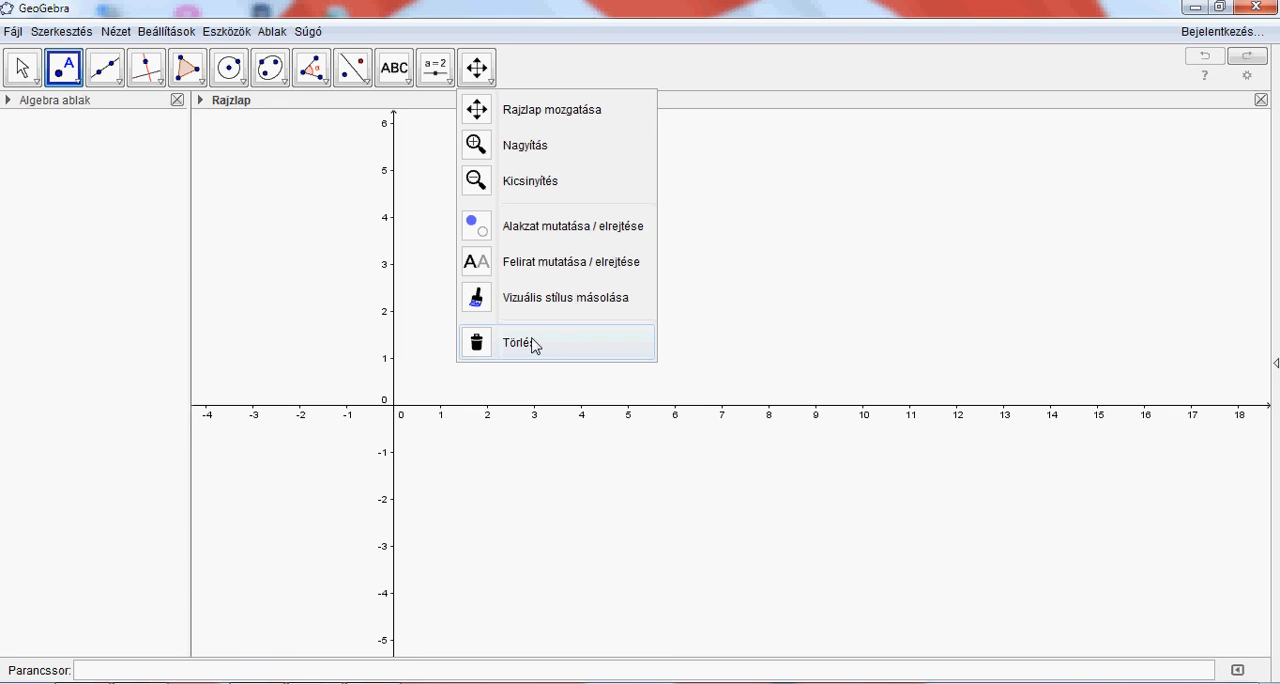 GeoGebra
Fájl Szerkesztés Nézet Beállítások Eszközök Ablak Súgó
Bejelentkezés...
A
α
ABC
a=2
?
Algebra ablak
Rajzlap
Rajzlap mozgatása
Nagyítás
Kicsinyítés
Alakzat mutatása / elrejtése
AA Felirat mutatása / elrejtése
Vizuális stílus másolása
6
5
4
3
2
1
0
-4 -3 -2 -1 0 1 2 3 4 5 6 7 8 9 10 11 12 13 14 15 16 17 18
-1
-2
-3
-4
-5
Parancssor: